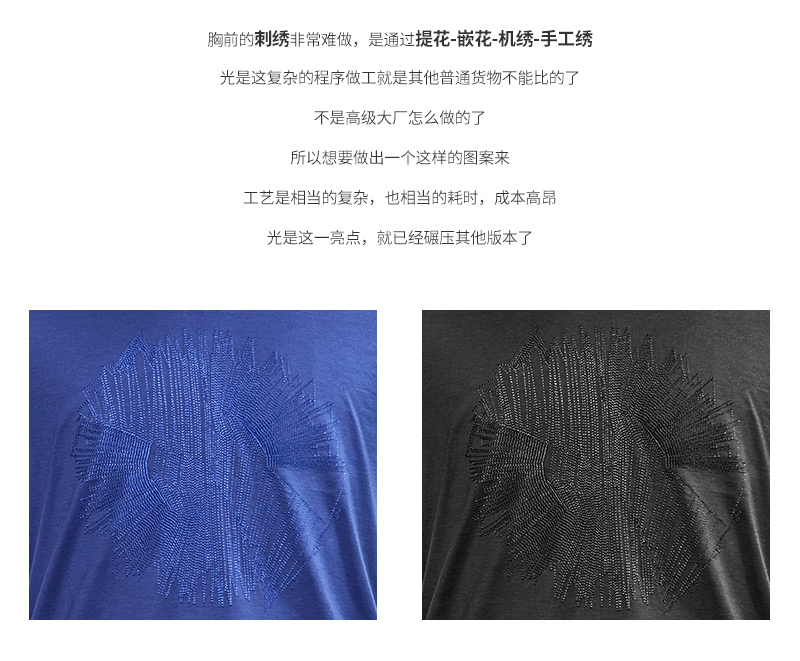 胸前的刺绣非常难做，是通过提花-嵌花-机绣-手工绣
光是这复杂的程序做工就是其他普通货物不能比的了
不是高级大厂怎么做的了
所以想要做出一个这样的图案来
工艺是相当的复杂，也相当的耗时，成本高昂
光是这一亮点，就已经碾压其他版本了